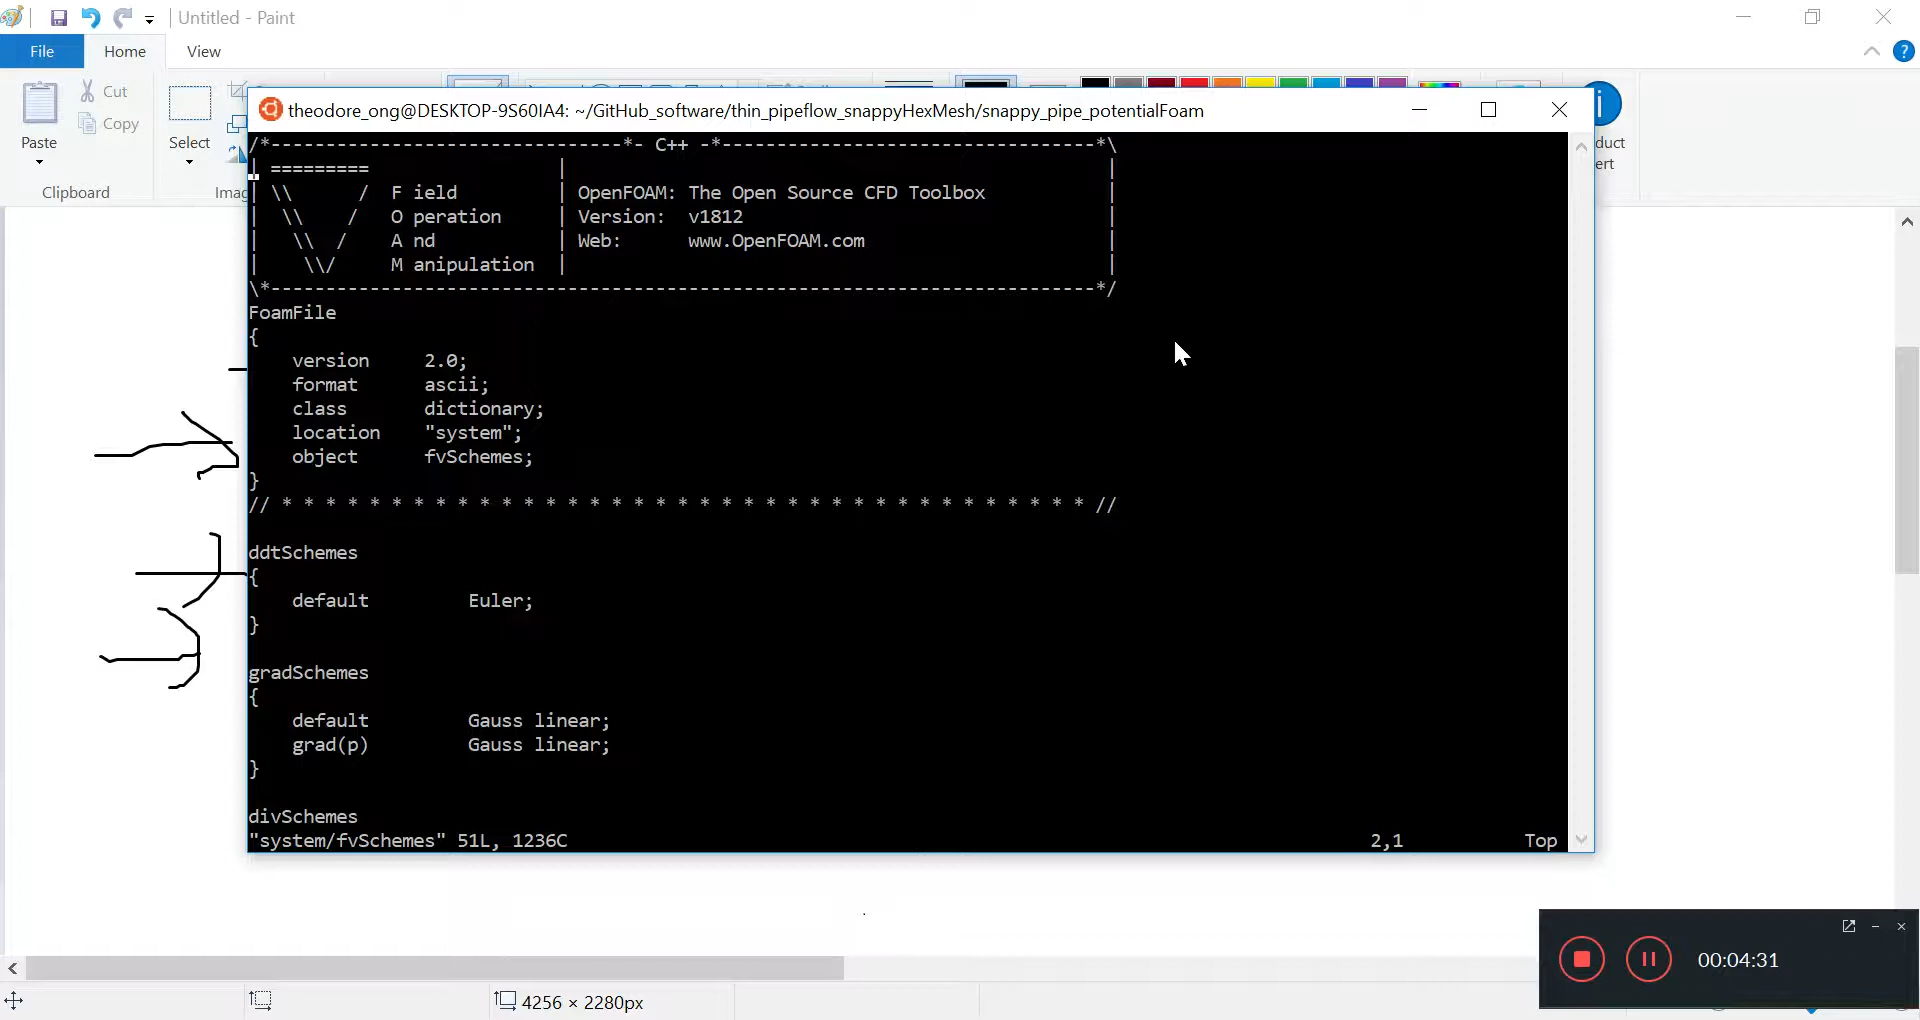 Untitled - Paint
File Home View
Paste
Cut
Copy
Clipboard
Select
Imag
duct
ert
theodore_ong@DESKTOP-9S60IA4: ~/GitHub_software/thin_pipeflow_snappyHexMesh/snappy_pipe_potentialFoam
/*--------------------------------*- C++ -*----------------------------------*\
| =========                 |                                                 |
| \\      /  F ield         | OpenFOAM: The Open Source CFD Toolbox           |
|  \\    /   O peration     | Version:  v1812                                 |
|   \\  /    A nd           | Web:      www.OpenFOAM.com                      |
|    \\/     M anipulation  |                                                 |
\*---------------------------------------------------------------------------*/
FoamFile
{
    version     2.0;
    format      ascii;
    class       dictionary;
    location    "system";
    object      fvSchemes;
}
// * * * * * * * * * * * * * * * * * * * * * * * * * * * * * * * * * * * * * //
ddtSchemes
{
    default         Euler;
}
gradSchemes
{
    default         Gauss linear;
    grad(p)         Gauss linear;
}
divSchemes
"system/fvSchemes" 51L, 1236C 2,1 Top
00:04:31
4256 × 2280px